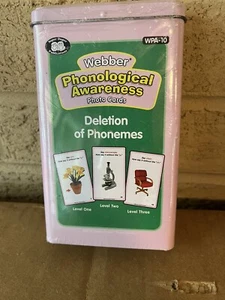 WPA-10
Webber®
Phonological
Awareness
Photo Cards
Deletion
of Phonemes
Level One
Level Two
Level Three